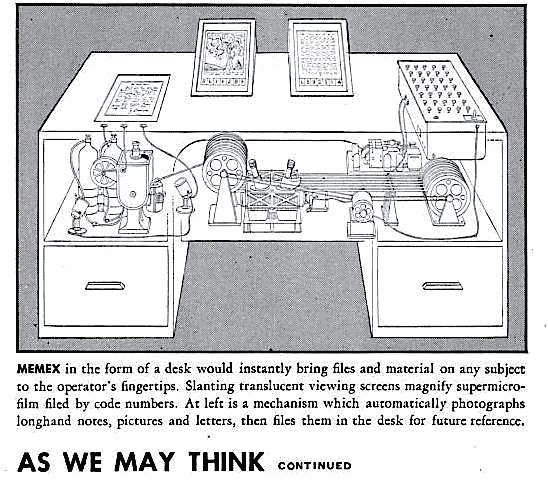 MEMEX in the form of a desk would instantly bring files and material on any subject
to the operator's fingertips. Slanting translucent viewing screens magnify supermicro-
film filed by code numbers. At left is a mechanism which automatically photographs
longhand notes, pictures and letters, then files them in the desk for future reference.
AS WE MAY THINK CONTINUED